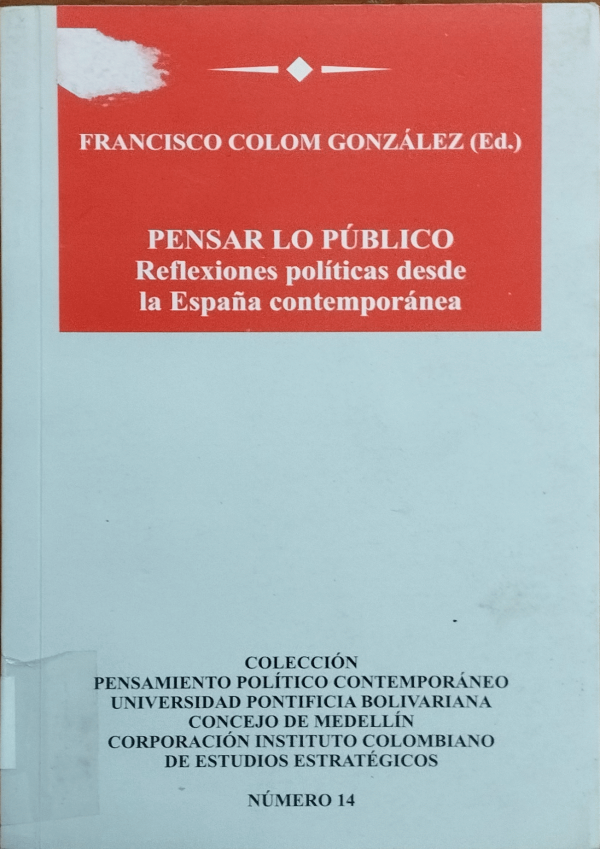 FRANCISCO COLOM GONZÁLEZ (Ed.)
PENSAR LO PÚBLICO
Reflexiones políticas desde
la España contemporánea
COLECCIÓN
PENSAMIENTO POLÍTICO CONTEMPORÁNEO
UNIVERSIDAD PONTIFICIA BOLIVARIANA
CONCEJO DE MEDELLÍN
CORPORACIÓN INSTITUTO COLOMBIANO
DE ESTUDIOS ESTRATÉGICOS
NÚMERO 14